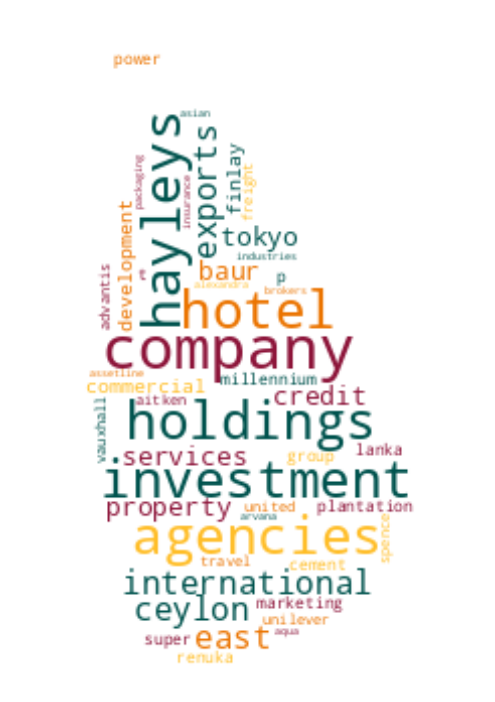 power
asian
hayleys
exports
finlay
packaging
insurance
freight
development
tokyo
industries
advantis
baur
p
alexandra
brokers
hotel
company
assetline
millennium
commercial
credit
aitken
vauxhall
holdings
services
group
lanka
investment
property
united
plantation
arvana
agencies
spence
travel
cement
international
ceylon
marketing
unilever
super
east
aqua
renuka